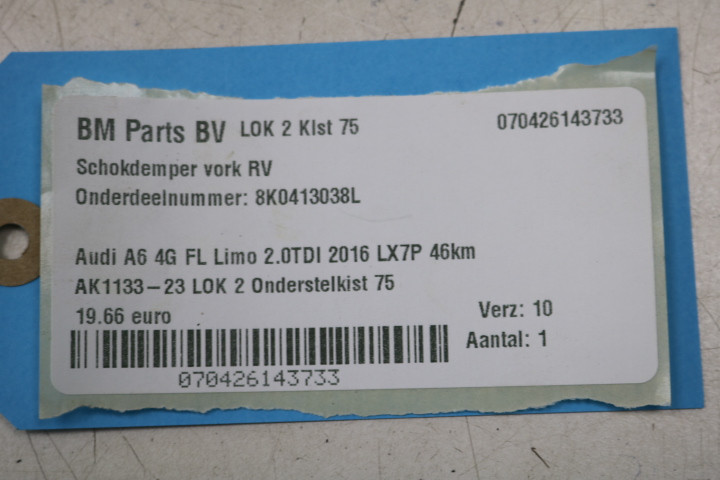 BM Parts BV LOK 2 Klst 75 070426143733
Schokdemper vork RV
Onderdeelnummer: 8K0413038L
Audi A6 4G FL Limo 2.0TDI 2016 LX7P 46km
AK1133-23 LOK 2 Onderstelkist 75
19.66 euro Verz: 10
Aantal: 1
070426143733